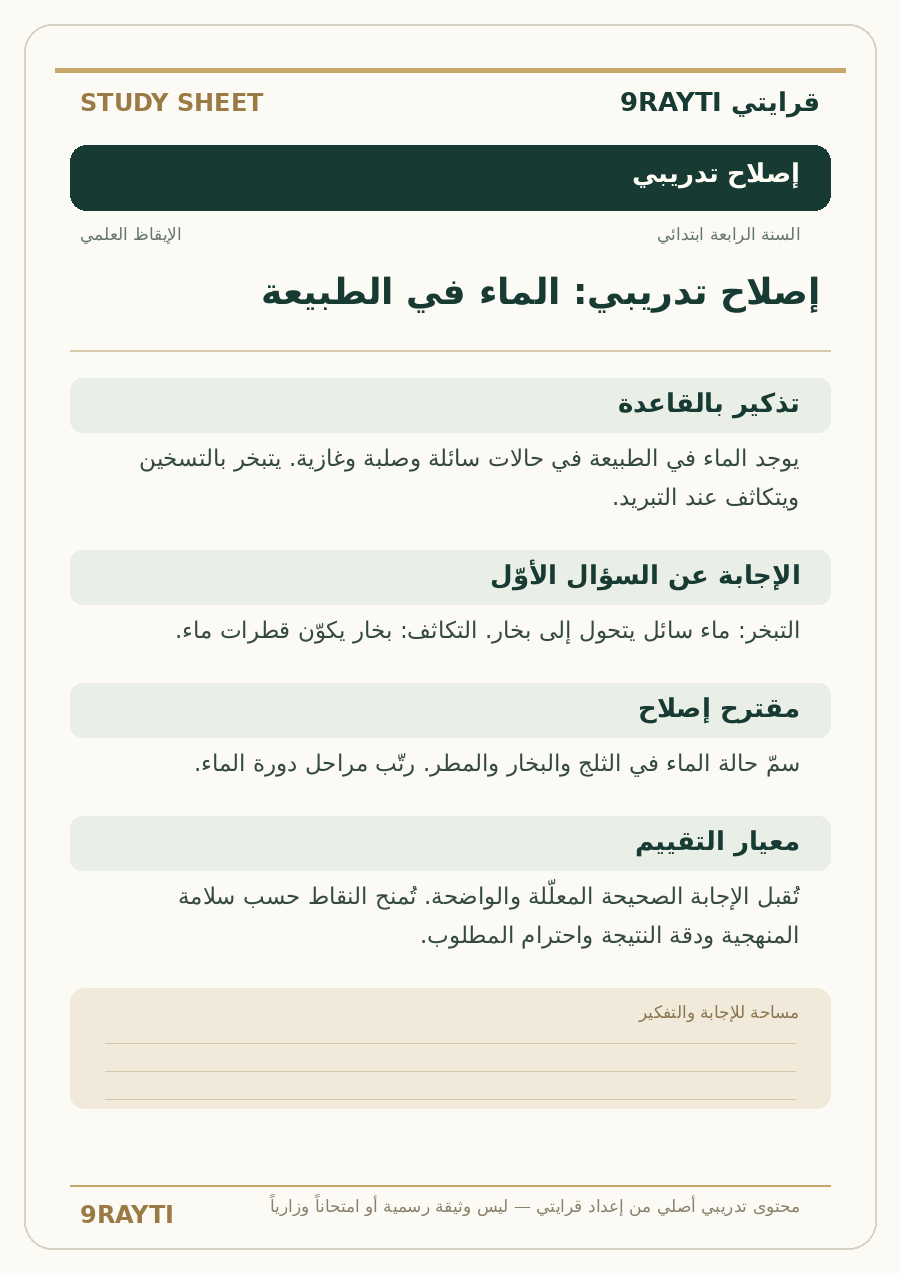 قرايتي 9RAYTI
STUDY SHEET
إصلاح تدريبي
السنة الرابعة ابتدائي
الإيقاظ العلمي
إصلاح تدريبي: الماء في الطبيعة
تذكير بالقاعدة
يوجد الماء في الطبيعة في حالات سائلة وصلبة وغازية. يتبخر بالتسخين
ويتكاثف عند التبريد.
الإجابة عن السؤال الأوّل
التبخر: ماء سائل يتحول إلى بخار. التكاثف: بخار يكوّن قطرات ماء.
مقترح إصلاح
سمّ حالة الماء في الثلج والبخار والمطر. رتّب مراحل دورة الماء.
معيار التقييم
تُقبل الإجابة الصحيحة المعلّلة والواضحة. تُمنح النقاط حسب سلامة
المنهجية ودقة النتيجة واحترام المطلوب.
مساحة للإجابة والتفكير
محتوى تدريبي أصلي من إعداد قرايتي — ليس وثيقة رسمية أو امتحاناً وزارياً
9RAYTI